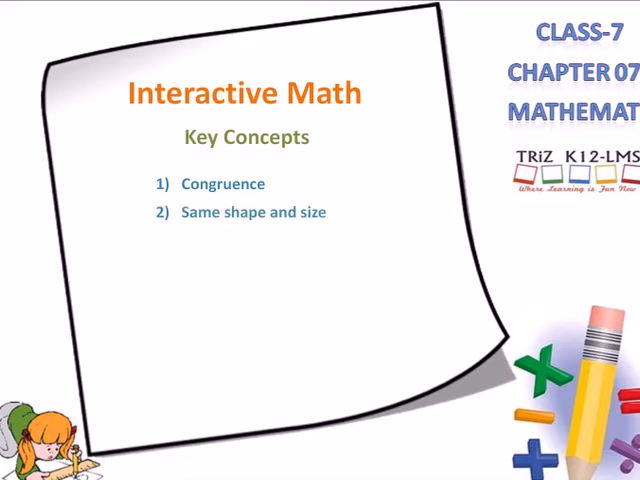 Interactive Math
Key Concepts
1) Congruence
2) Same shape and size
CLASS-7
CHAPTER 07
MATHEMAT
TRiZ K12-LMS
Where Learning is Fun Now